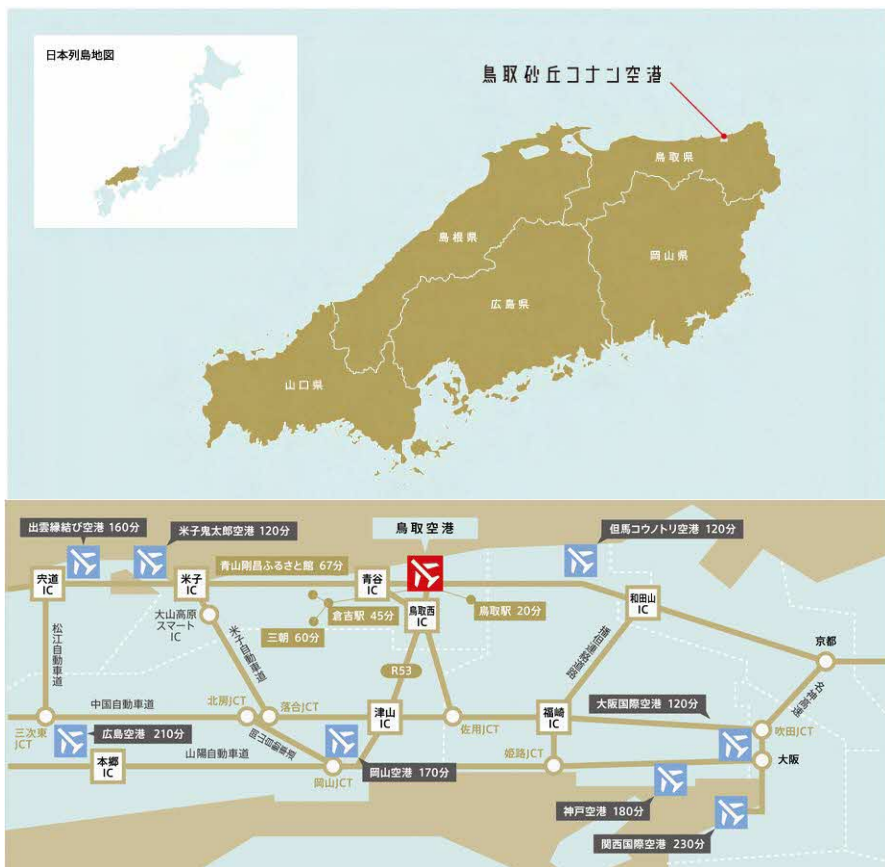 日本列島地図
鳥取砂丘コナン空港
鳥取県
島根県
岡山県
広島県
山口県
出雲縁結び空港 160分
米子鬼太郎空港 120分
鳥取空港
但馬コウノトリ空港 120分
青山剛昌ふるさと館 67分
宍道
IC
米子
IC
青谷
IC
倉吉駅 45分
鳥取西
IC
鳥取駅 20分
和田山
IC
大山高原
スマート
IC
三朝 60分
松江自動車道
米子自動車道
播但連絡道路
京都
R53
名神高速
中国自動車道
北房JCT
落合JCT
津山
IC
福崎
IC
大阪国際空港 120分
三次東
JCT
広島空港 210分
岡山自動車道
佐用JCT
吹田JCT
本郷
IC
山陽自動車道
岡山JCT
岡山空港 170分
姫路JCT
大阪
神戸空港 180分
関西国際空港 230分